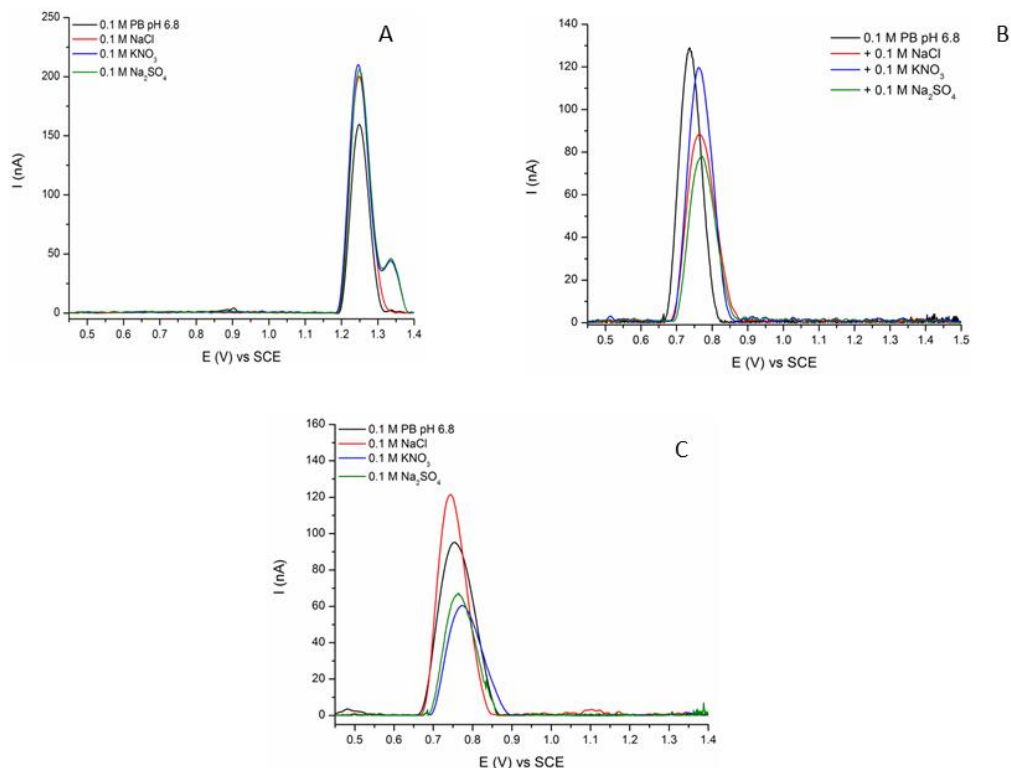 A
0.1 M PB pH 6.8
0.1 M NaCl
0.1 M KNO₃
0.1 M Na₂SO₄
250
200
150
100
50
0
I (nA)
0.5 0.6 0.7 0.8 0.9 1.0 1.1 1.2 1.3 1.4
E (V) vs SCE
B
0.1 M PB pH 6.8
+ 0.1 M NaCl
+ 0.1 M KNO₃
+ 0.1 M Na₂SO₄
140
120
100
80
60
40
20
0
I (nA)
0.5 0.6 0.7 0.8 0.9 1.0 1.1 1.2 1.3 1.4 1.5
E (V) vs SCE
C
0.1 M PB pH 6.8
0.1 M NaCl
0.1 M KNO₃
0.1 M Na₂SO₄
160
140
120
100
80
60
40
20
0
I (nA)
0.5 0.6 0.7 0.8 0.9 1.0 1.1 1.2 1.3 1.4
E (V) vs SCE